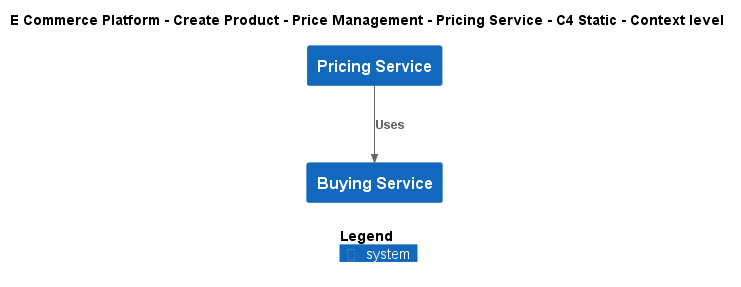 E Commerce Platform - Create Product - Price Management - Pricing Service - C4 Static - Context level
Pricing Service
Uses
Buying Service
Legend
system